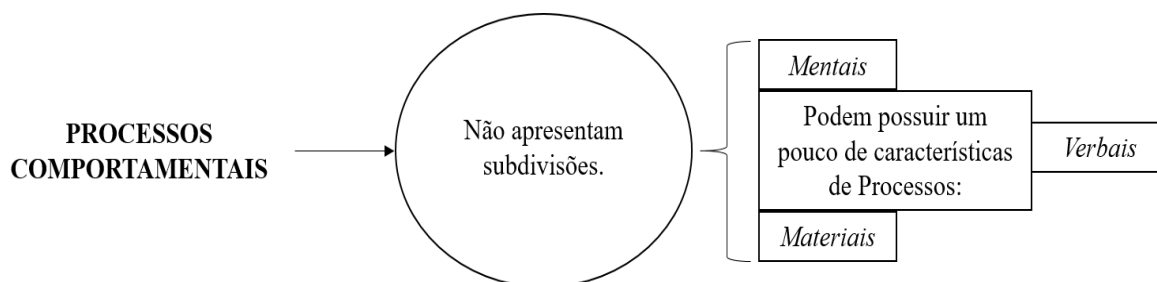 PROCESSOS
COMPORTAMENTAIS
Não apresentam
subdivisões.
Mentais
Podem possuir um
pouco de características
de Processos:
Verbais
Materiais